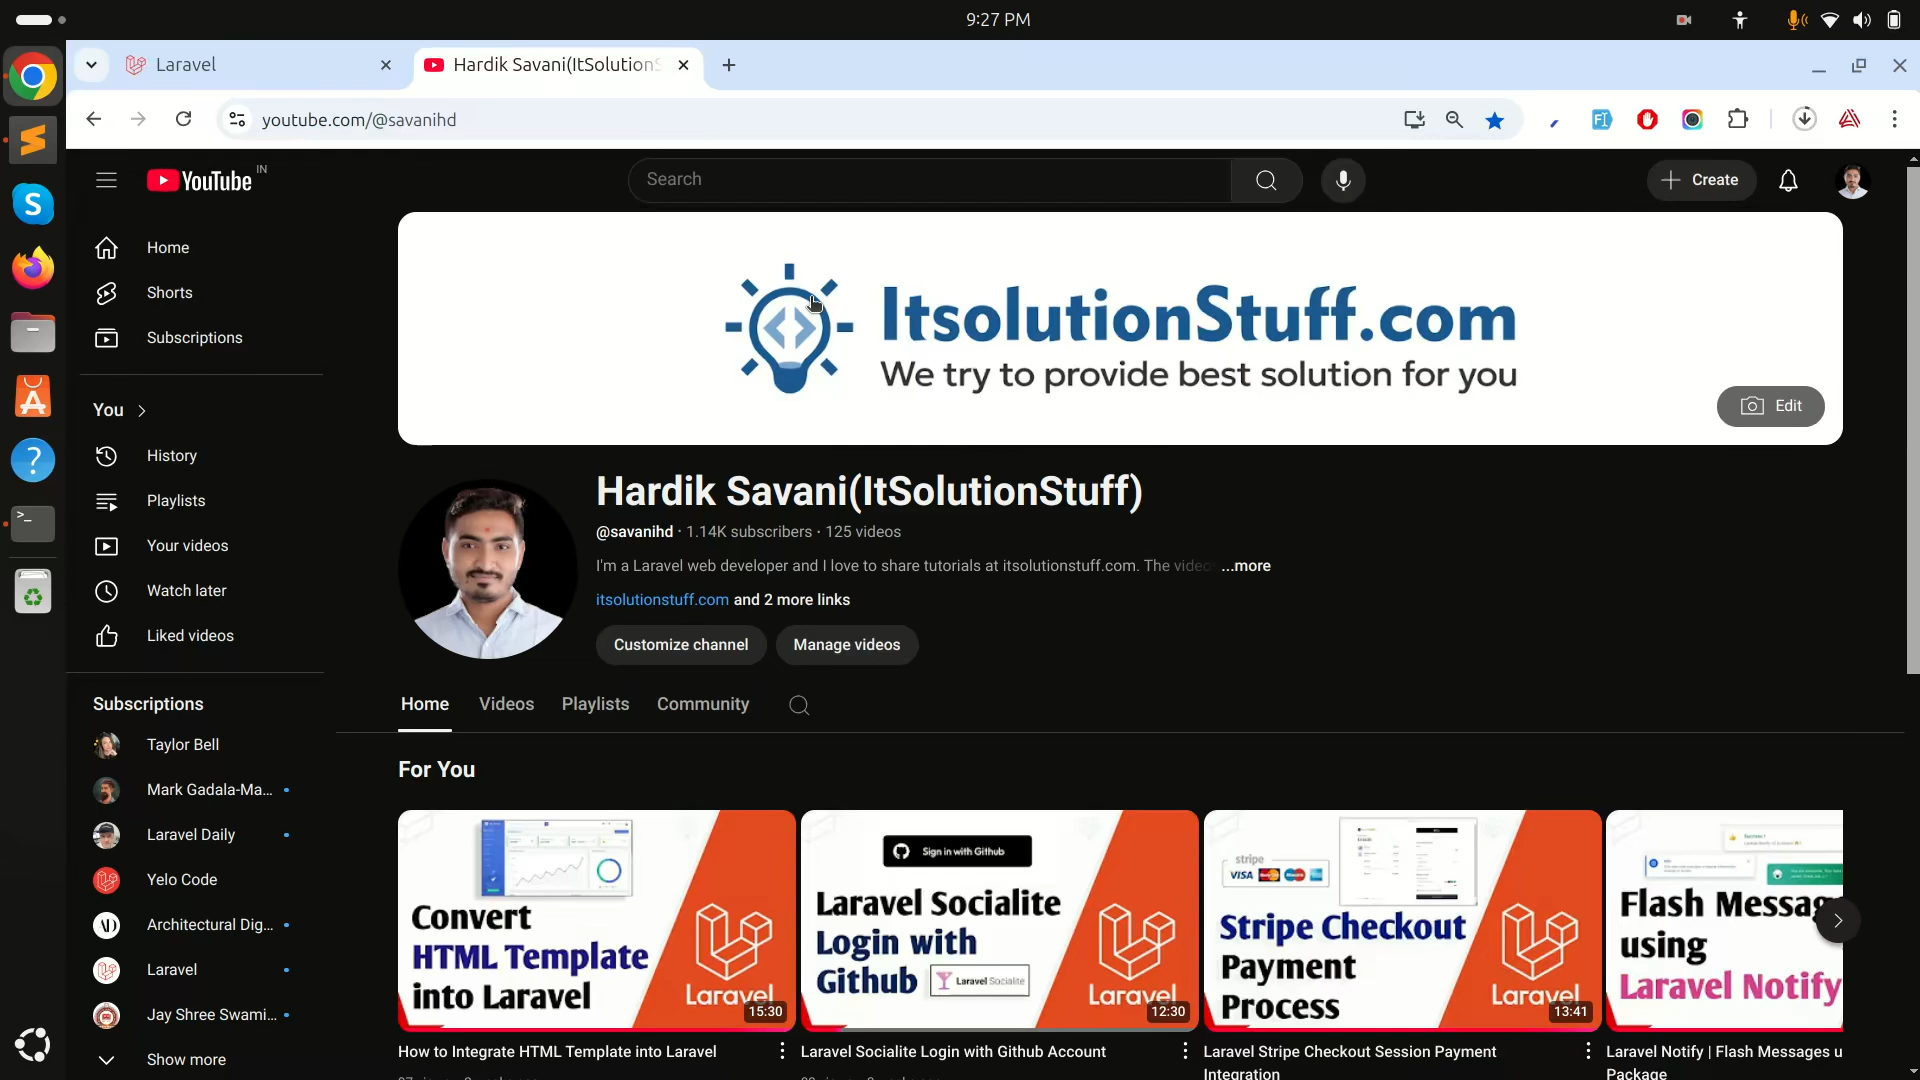 9:27 PM
Laravel
Hardik Savani(ItSolutionS
youtube.com/@savanihd
YouTube IN
Search
Create
Home
Shorts
Subscriptions
You
History
Playlists
Your videos
Watch later
Liked videos
Subscriptions
Taylor Bell
Mark Gadala-Ma...
Laravel Daily
Yelo Code
Architectural Dig...
Laravel
Jay Shree Swami...
Show more
ItsolutionStuff.com
We try to provide best solution for you
Edit
Hardik Savani(ItSolutionStuff)
@savanihd · 1.14K subscribers · 125 videos
I'm a Laravel web developer and I love to share tutorials at itsolutionstuff.com. The video ...more
itsolutionstuff.com and 2 more links
Customize channel
Manage videos
Home
Videos
Playlists
Community
For You
Convert
HTML Template
into Laravel
Laravel
15:30
How to Integrate HTML Template into Laravel
Sign in with Github
Laravel Socialite
Login with
Github
Laravel Socialite
Laravel
12:30
Laravel Socialite Login with Github Account
stripe
VISA
Stripe Checkout
Payment
Process
Laravel
13:41
Laravel Stripe Checkout Session Payment
Integration
Flash Messag
using
Laravel Notify
Laravel Notify | Flash Messages u
Package